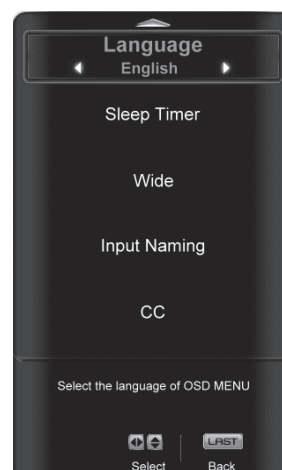 Language
English
Sleep Timer
Wide
Input Naming
CC
Select the language of OSD MENU
LAST
Select Back